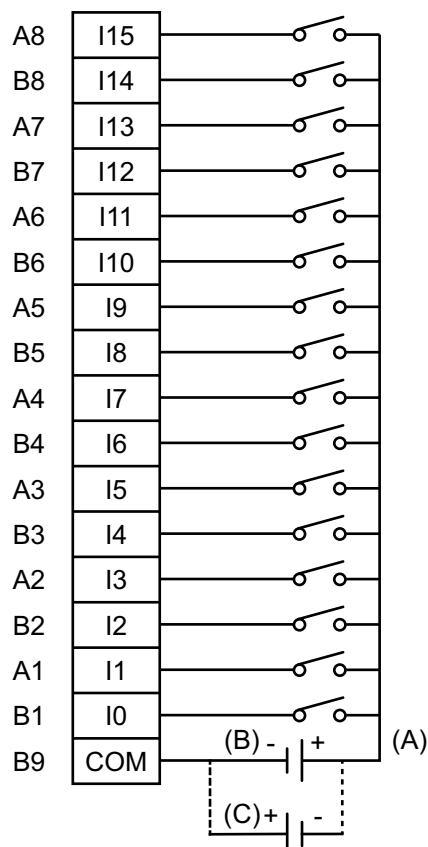 A8 I15
B8 I14
A7 I13
B7 I12
A6 I11
B6 I10
A5 I9
B5 I8
A4 I7
B4 I6
A3 I5
B3 I4
A2 I3
B2 I2
A1 I1
B1 I0
B9 COM (B) - + (A)
(C) + -